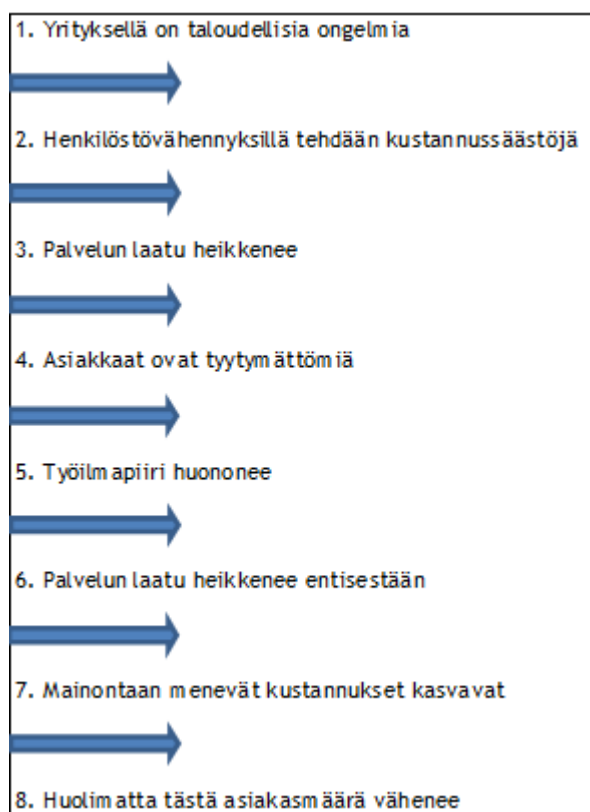 1. Yrityksellä on taloudellisia ongelmia
2. Henkilöstövähennyksillä tehdään kustannussäästöjä
3. Palvelun laatu heikkenee
4. Asiakkaat ovat tyytymättömiä
5. Työilmapiiri huononee
6. Palvelun laatu heikkenee entisestään
7. Mainontaan menevät kustannukset kasvavat
8. Huolimatta tästä asiakasmäärä vähenee